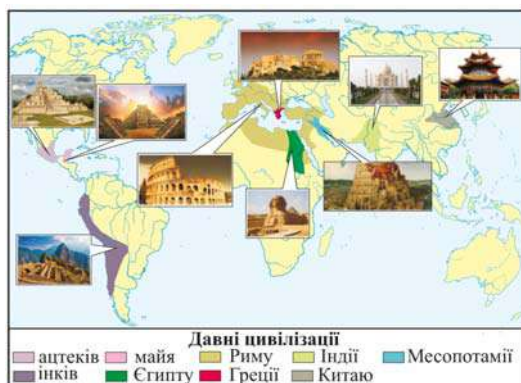 Давні цивілізації
ацтеків майя Риму Індії Месопотамії
інків Єгипту Греції Китаю